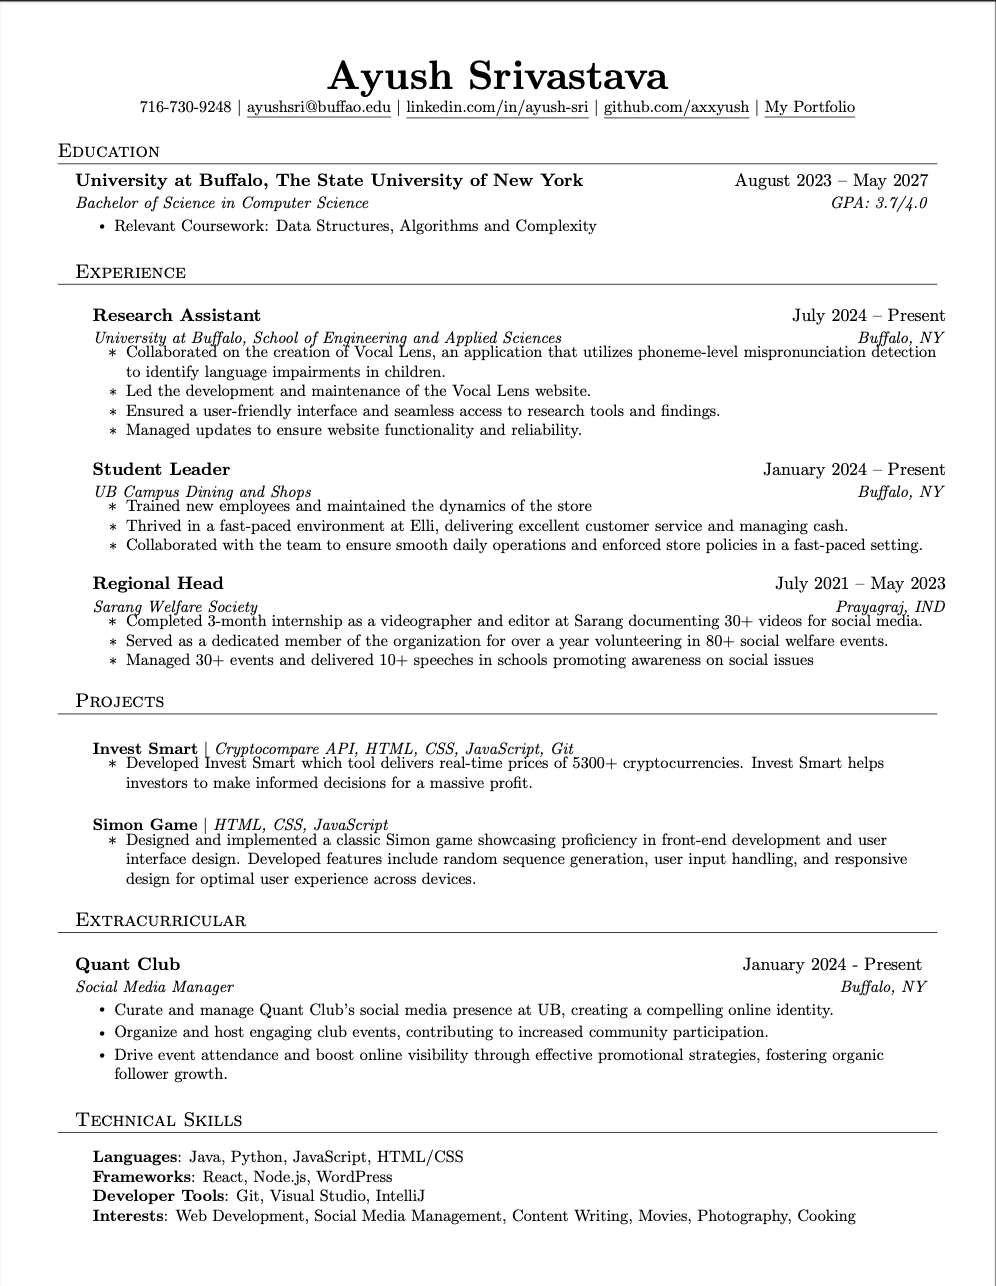 Ayush Srivastava
716-730-9248 | ayushsri@buffao.edu | linkedin.com/in/ayush-sri | github.com/axxyush | My Portfolio
Education
University at Buffalo, The State University of New York August 2023 – May 2027
Bachelor of Science in Computer Science GPA: 3.7/4.0
• Relevant Coursework: Data Structures, Algorithms and Complexity
Experience
Research Assistant July 2024 – Present
University at Buffalo, School of Engineering and Applied Sciences Buffalo, NY
∗ Collaborated on the creation of Vocal Lens, an application that utilizes phoneme-level mispronunciation detection
to identify language impairments in children.
∗ Led the development and maintenance of the Vocal Lens website.
∗ Ensured a user-friendly interface and seamless access to research tools and findings.
∗ Managed updates to ensure website functionality and reliability.
Student Leader January 2024 – Present
UB Campus Dining and Shops Buffalo, NY
∗ Trained new employees and maintained the dynamics of the store
∗ Thrived in a fast-paced environment at Elli, delivering excellent customer service and managing cash.
∗ Collaborated with the team to ensure smooth daily operations and enforced store policies in a fast-paced setting.
Regional Head July 2021 – May 2023
Sarang Welfare Society Prayagraj, IND
∗ Completed 3-month internship as a videographer and editor at Sarang documenting 30+ videos for social media.
∗ Served as a dedicated member of the organization for over a year volunteering in 80+ social welfare events.
∗ Managed 30+ events and delivered 10+ speeches in schools promoting awareness on social issues
Projects
Invest Smart | Cryptocompare API, HTML, CSS, JavaScript, Git
∗ Developed Invest Smart which tool delivers real-time prices of 5300+ cryptocurrencies. Invest Smart helps
investors to make informed decisions for a massive profit.
Simon Game | HTML, CSS, JavaScript
∗ Designed and implemented a classic Simon game showcasing proficiency in front-end development and user
interface design. Developed features include random sequence generation, user input handling, and responsive
design for optimal user experience across devices.
Extracurricular
Quant Club January 2024 - Present
Social Media Manager Buffalo, NY
• Curate and manage Quant Club's social media presence at UB, creating a compelling online identity.
• Organize and host engaging club events, contributing to increased community participation.
• Drive event attendance and boost online visibility through effective promotional strategies, fostering organic
follower growth.
Technical Skills
Languages: Java, Python, JavaScript, HTML/CSS
Frameworks: React, Node.js, WordPress
Developer Tools: Git, Visual Studio, IntelliJ
Interests: Web Development, Social Media Management, Content Writing, Movies, Photography, Cooking